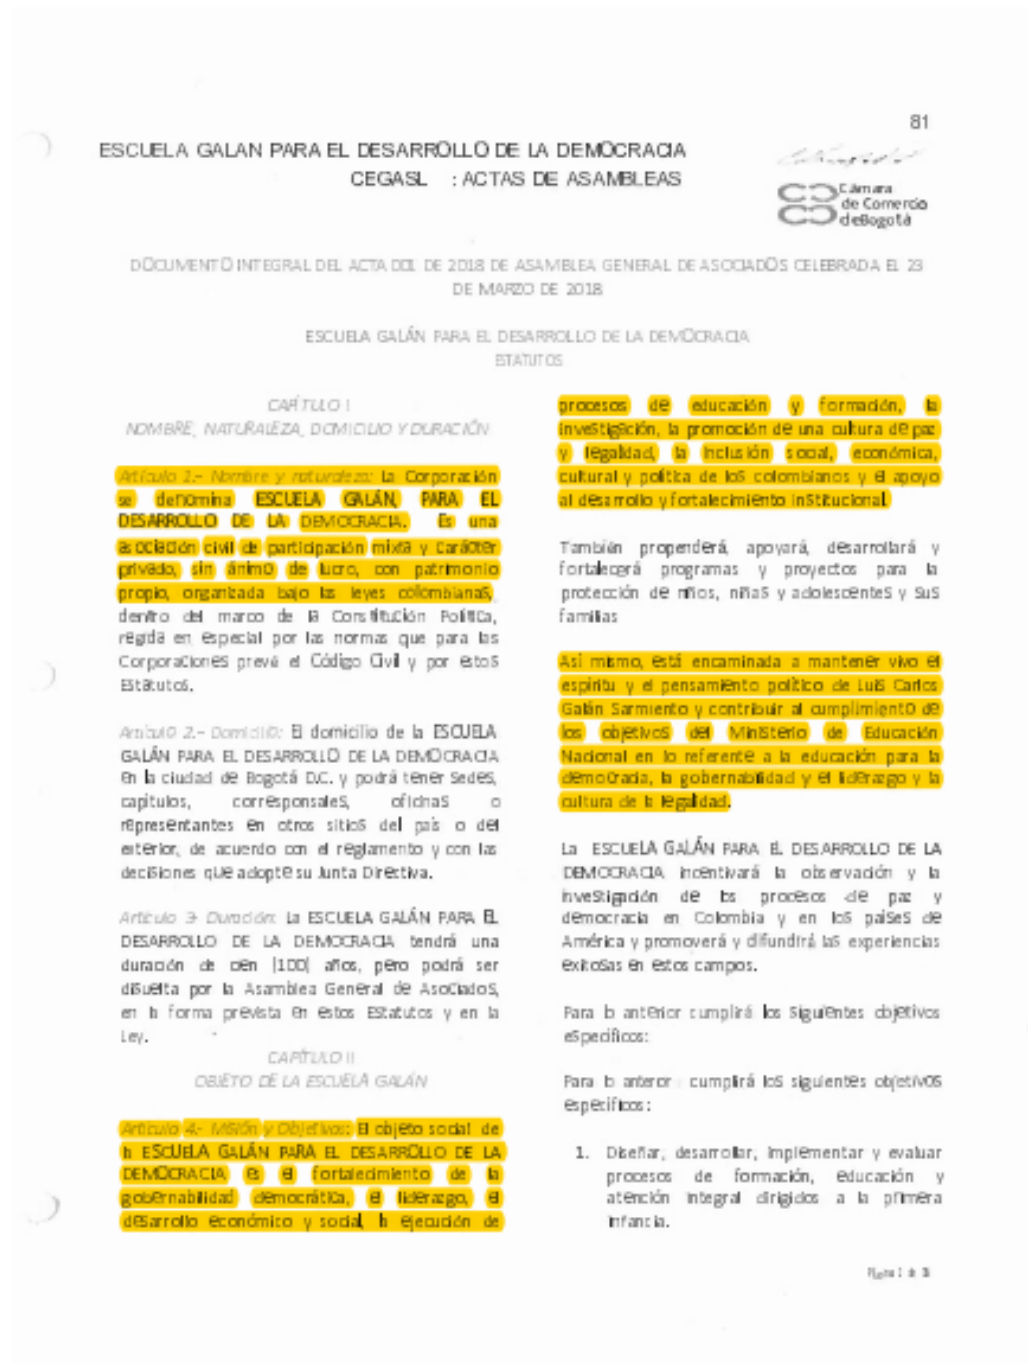 81
ESCUELA GALAN PARA EL DESARROLLO DE LA DEMOCRACIA
CEGASL : ACTAS DE ASAMBLEAS
Cámara
de Comercio
de Bogotá
DOCUMENTO INTEGRAL DEL ACTA 001 DE 2018 DE ASAMBLEA GENERAL DE ASOCIADOS CELEBRADA EL 23
DE MARZO DE 2018
ESCUELA GALÁN PARA EL DESARROLLO DE LA DEMOCRACIA
ESTATUTOS
CAPÍTULO I
NOMBRE, NATURALEZA, DOMICILIO Y DURACIÓN
Artículo 1.- Nombre y naturaleza: La Corporación
se denomina ESCUELA GALÁN, PARA EL
DESARROLLO DE LA DEMOCRACIA. Es una
asociación civil de participación mixta y carácter
privado, sin ánimo de lucro, con patrimonio
propio, organizada bajo las leyes colombianas,
dentro del marco de la Constitución Política,
regida en especial por las normas que para las
Corporaciones prevé el Código Civil y por estos
Estatutos.
Artículo 2.- Domicilio: El domicilio de la ESCUELA
GALÁN PARA EL DESARROLLO DE LA DEMOCRACIA
en la ciudad de Bogotá D.C. y podrá tener sedes,
capítulos, corresponsales, oficinas o
representantes en otros sitios del país o del
exterior, de acuerdo con el reglamento y con las
decisiones que adopte su Junta Directiva.
Artículo 3- Duración: La ESCUELA GALÁN PARA EL
DESARROLLO DE LA DEMOCRACIA tendrá una
duración de cien (100) años, pero podrá ser
disuelta por la Asamblea General de Asociados,
en la forma prevista en estos Estatutos y en la
Ley.
CAPÍTULO II
OBJETO DE LA ESCUELA GALÁN
Artículo 4.- Misión y Objetivos: El objeto social de
la ESCUELA GALÁN PARA EL DESARROLLO DE LA
DEMOCRACIA es el fortalecimiento de la
gobernabilidad democrática, el liderazgo, el
desarrollo económico y social, la ejecución de
procesos de educación y formación, la
investigación, la promoción de una cultura de paz
y legalidad, la inclusión social, económica,
cultural y política de los colombianos y el apoyo
al desarrollo y fortalecimiento institucional.
También propenderá, apoyará, desarrollará y
fortalecerá programas y proyectos para la
protección de niños, niñas y adolescentes y sus
familias
Así mismo, está encaminada a mantener vivo el
espíritu y el pensamiento político de Luis Carlos
Galán Sarmiento y contribuir al cumplimiento de
los objetivos del Ministerio de Educación
Nacional en lo referente a la educación para la
democracia, la gobernabilidad y el liderazgo y la
cultura de la legalidad.
La ESCUELA GALÁN PARA EL DESARROLLO DE LA
DEMOCRACIA incentivará la observación y la
investigación de los procesos de paz y
democracia en Colombia y en los países de
América y promoverá y difundirá las experiencias
exitosas en estos campos.
Para lo anterior cumplirá los siguientes objetivos
específicos:
Para lo anterior cumplirá los siguientes objetivos
específicos:
1. Diseñar, desarrollar, implementar y evaluar
procesos de formación, educación y
atención integral dirigidos a la primera
infancia.